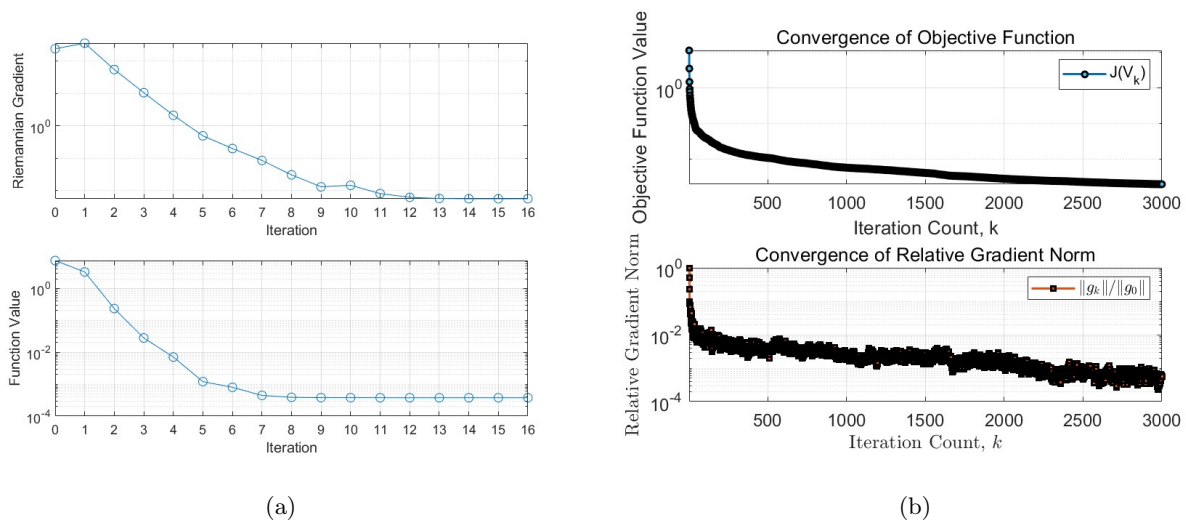 Riemannian Gradient
10^0
0 1 2 3 4 5 6 7 8 9 10 11 12 13 14 15 16
Iteration
Function Value
10^0
10^-2
10^-4
0 1 2 3 4 5 6 7 8 9 10 11 12 13 14 15 16
Iteration
(a)
Convergence of Objective Function
Objective Function Value
10^0
J(V_k)
500 1000 1500 2000 2500 3000
Iteration Count, k
Convergence of Relative Gradient Norm
Relative Gradient Norm
10^0
10^-2
10^-4
‖g_k‖/‖g_0‖
500 1000 1500 2000 2500 3000
Iteration Count, k
(b)